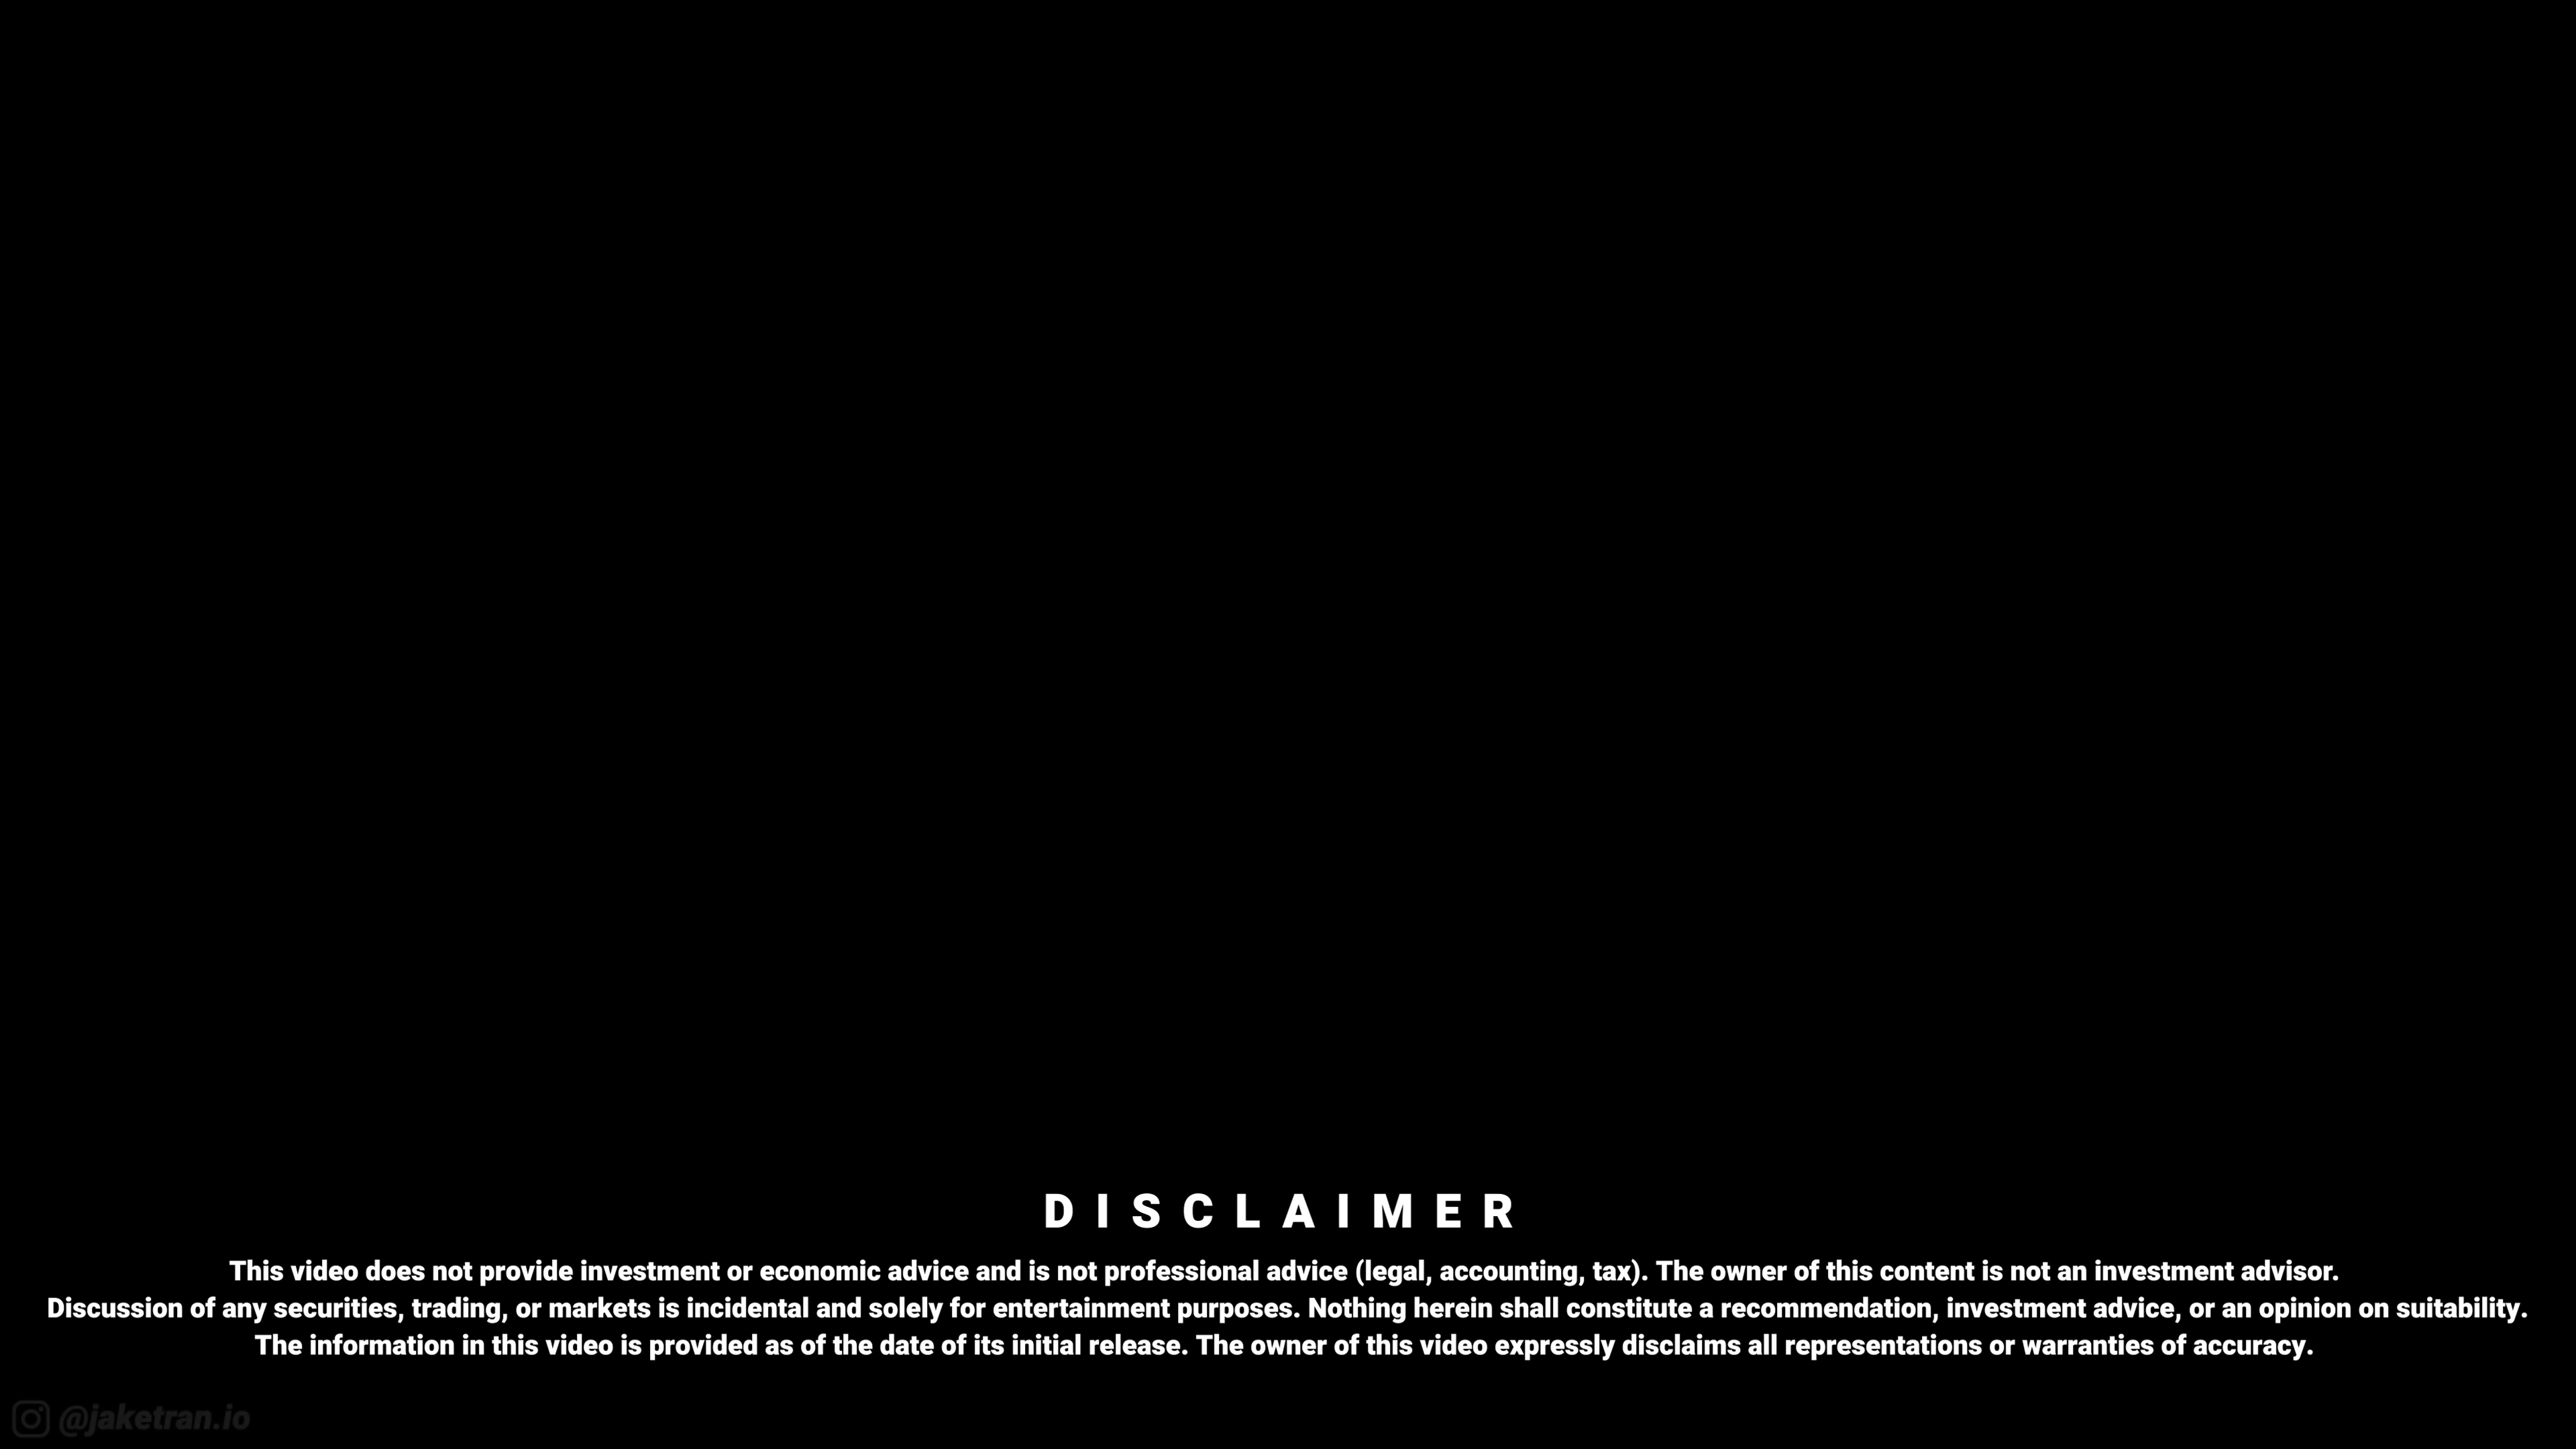 DISCLAIMER
This video does not provide investment or economic advice and is not professional advice (legal, accounting, tax). The owner of this content is not an investment advisor.
Discussion of any securities, trading, or markets is incidental and solely for entertainment purposes. Nothing herein shall constitute a recommendation, investment advice, or an opinion on suitability.
The information in this video is provided as of the date of its initial release. The owner of this video expressly disclaims all representations or warranties of accuracy.
@jaketran.io